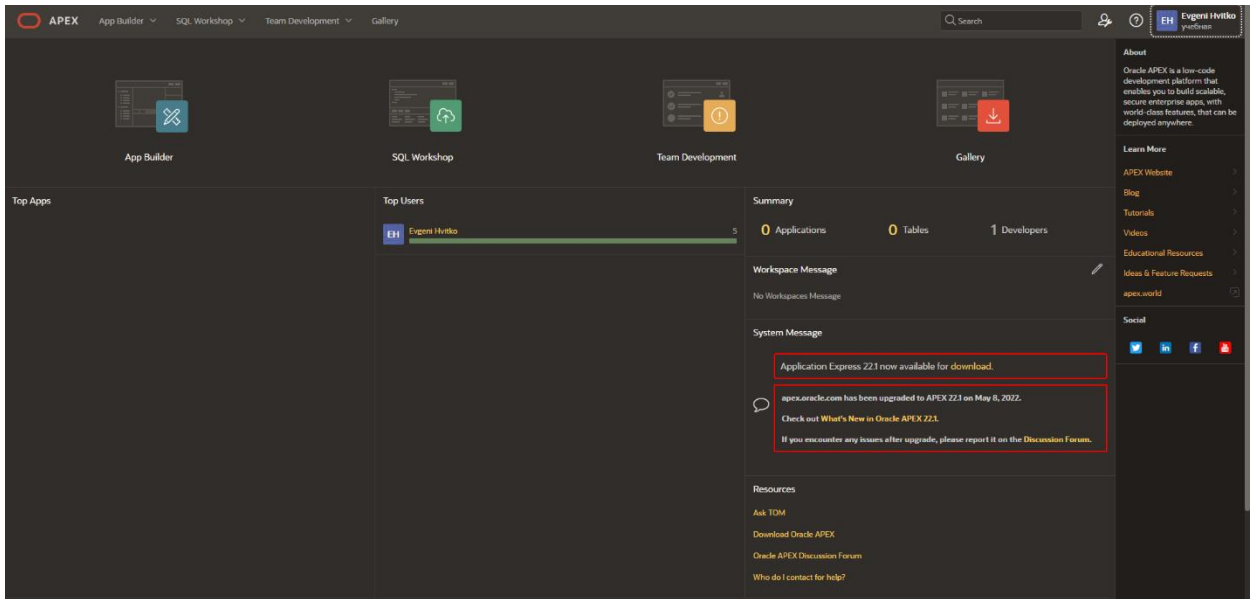 APEX
App Builder
SQL Workshop
Team Development
Gallery
Search
EH
Evgeni Hvitko
учебная
App Builder
SQL Workshop
Team Development
Gallery
Top Apps
Top Users
EH
Evgeni Hvitko
5
Summary
0 Applications
0 Tables
1 Developers
Workspace Message
No Workspaces Message
System Message
Application Express 22.1 now available for download.
apex.oracle.com has been upgraded to APEX 22.1 on May 8, 2022.
Check out What's New in Oracle APEX 22.1.
If you encounter any issues after upgrade, please report it on the Discussion Forum.
Resources
Ask TOM
Download Oracle APEX
Oracle APEX Discussion Forum
Who do I contact for help?
About
Oracle APEX is a low-code
development platform that
enables you to build scalable,
secure enterprise apps, with
world-class features, that can be
deployed anywhere.
Learn More
APEX Website
Blog
Tutorials
Videos
Educational Resources
Ideas & Feature Requests
apex.world
Social